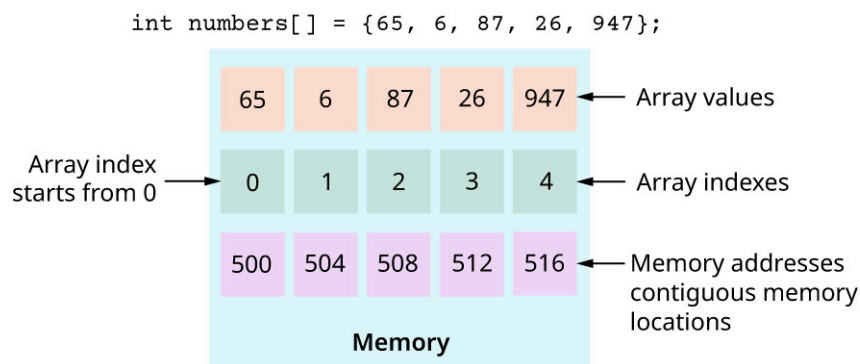 int numbers[] = {65, 6, 87, 26, 947};
65 6 87 26 947
Array values
Array index
starts from 0
0 1 2 3 4
Array indexes
500 504 508 512 516
Memory addresses
contiguous memory
locations
Memory